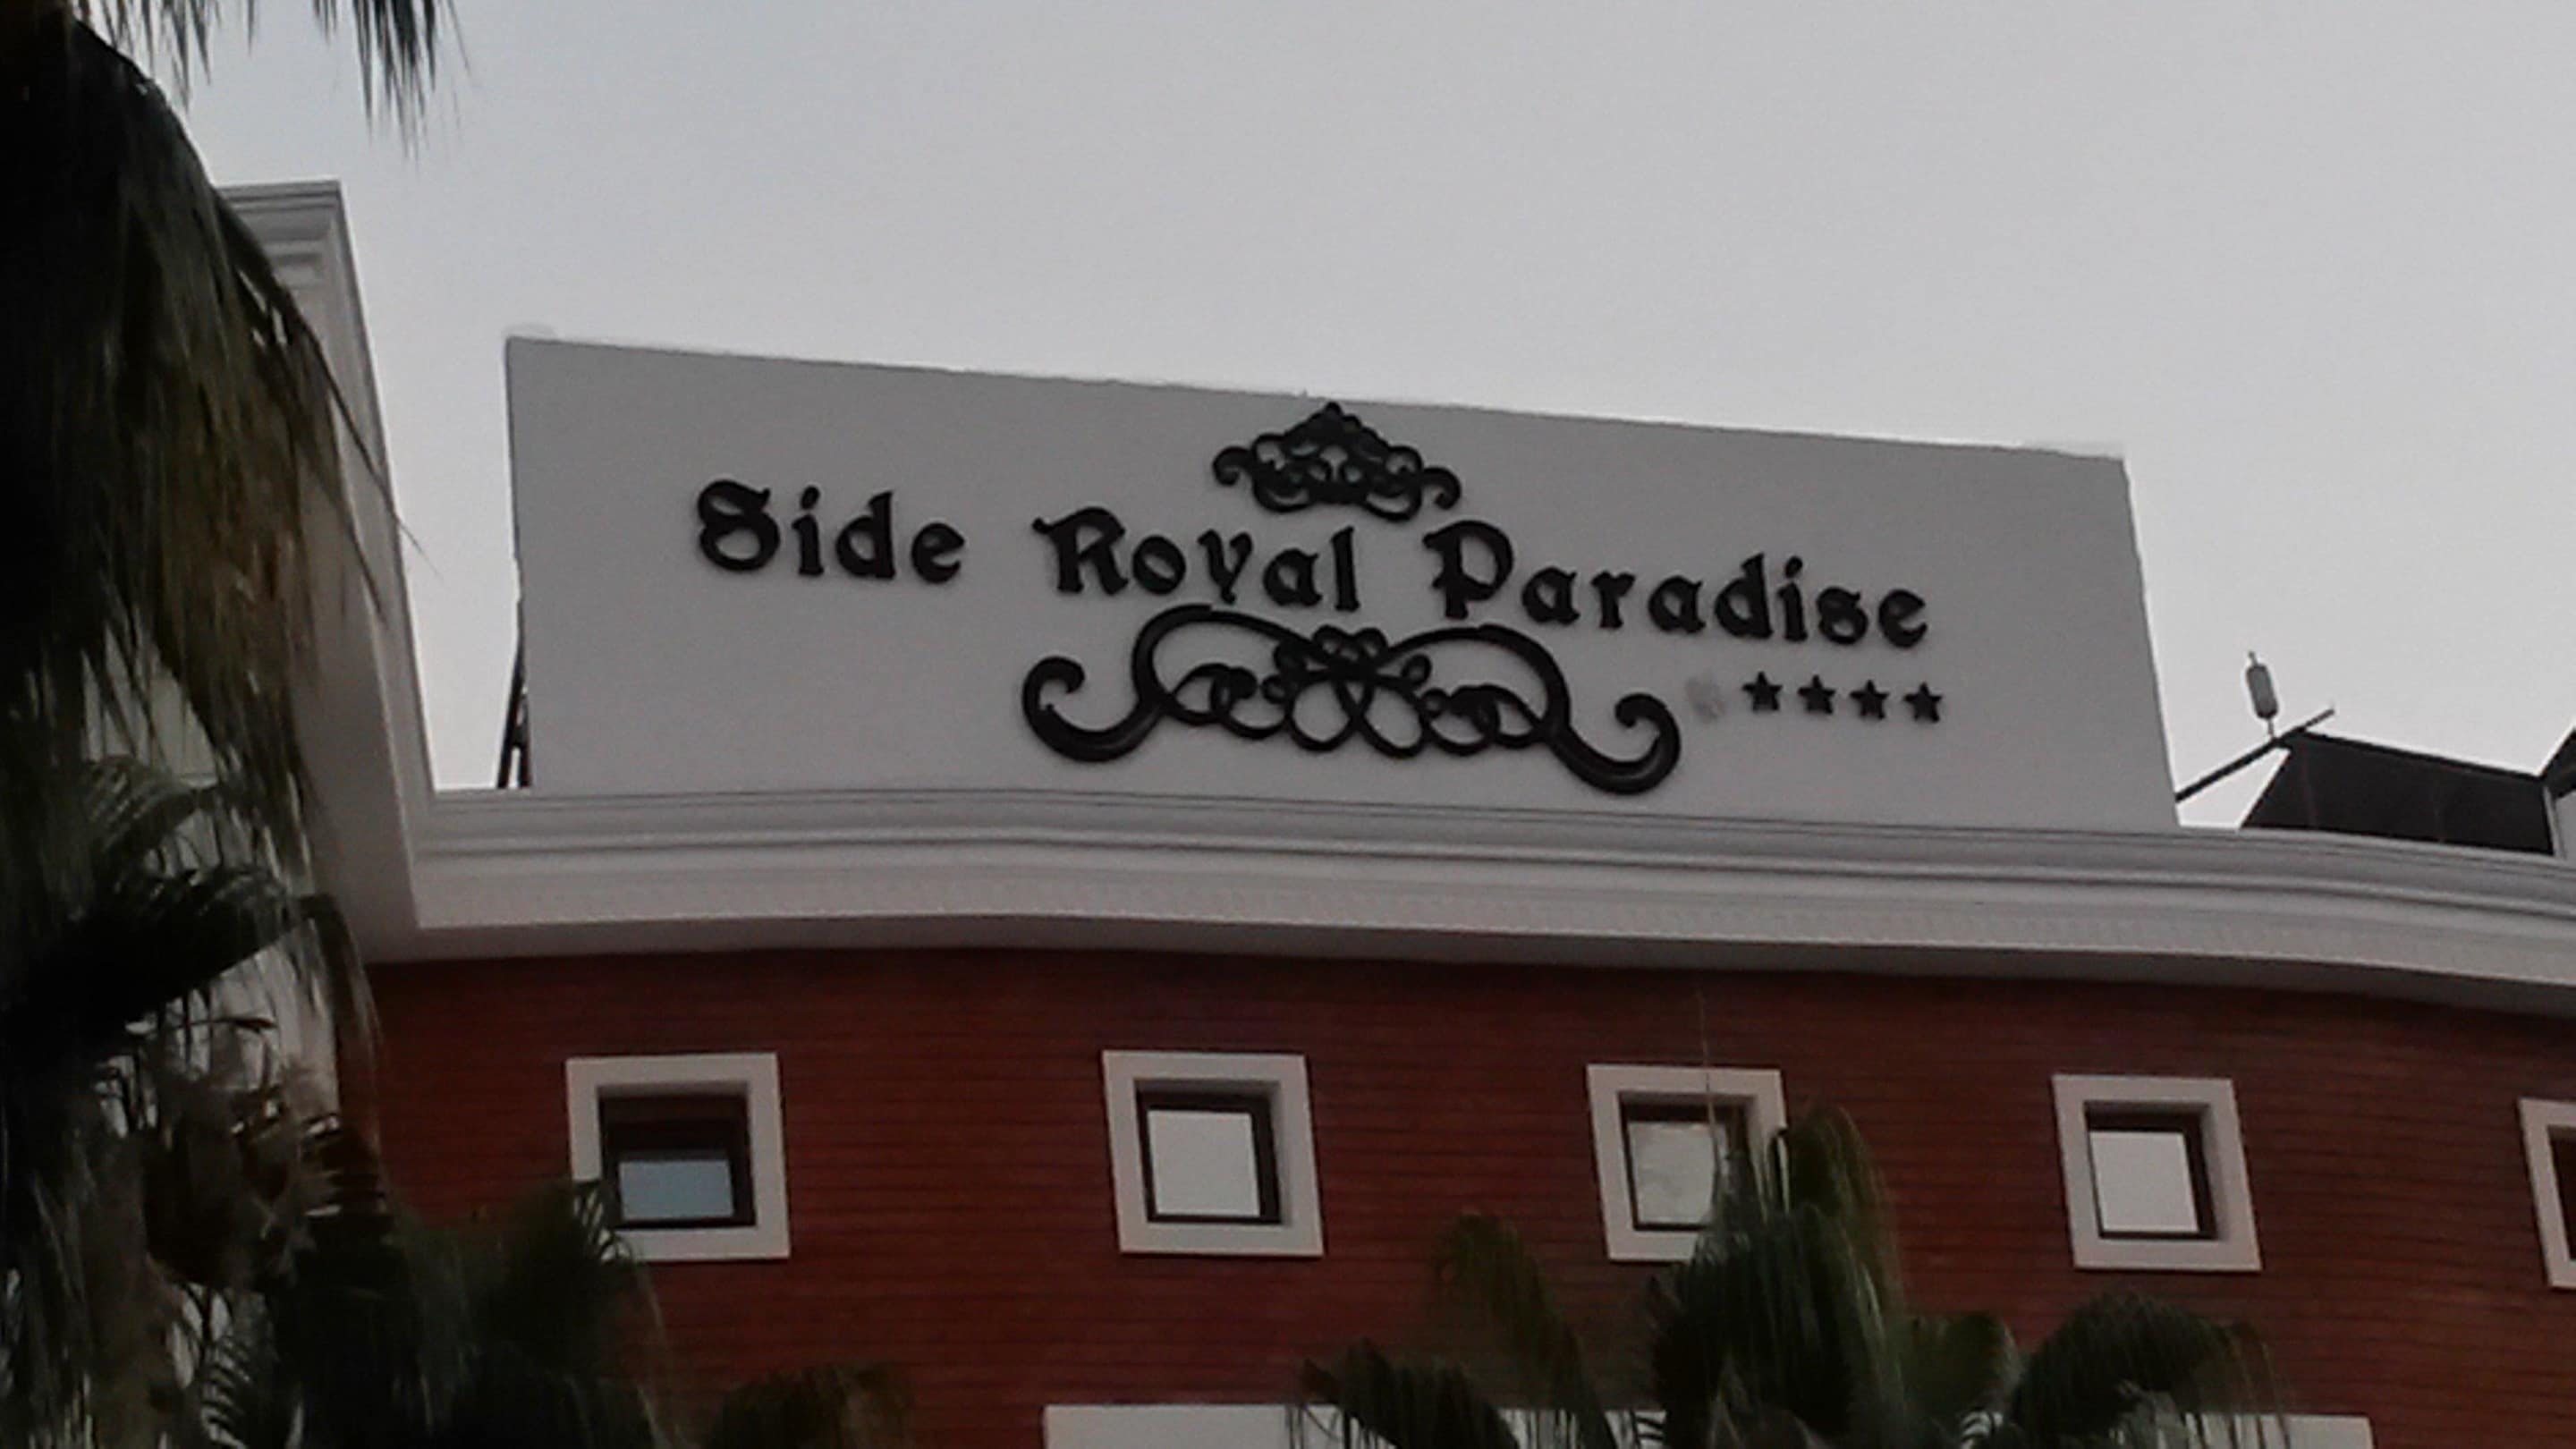 Side Royal Paradise
★★★★